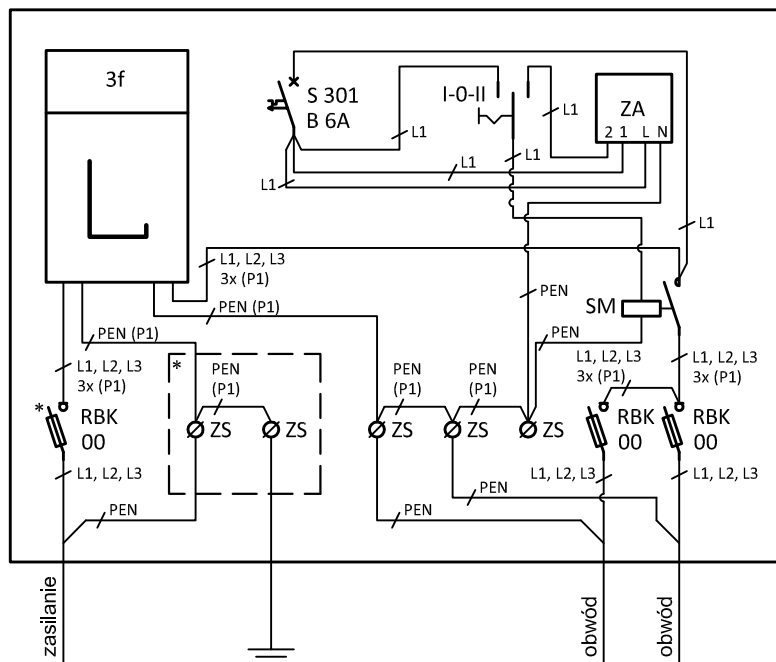 3f
S 301
B 6A
I-0-II
ZA
2 1 L N
L1
L1
L1
L1
L1
L1
L1, L2, L3
3x (P1)
PEN (P1)
PEN
SM
PEN (P1)
PEN
L1, L2, L3
3x (P1)
*
PEN
(P1)
PEN
(P1)
PEN
(P1)
L1, L2, L3
3x (P1)
L1, L2, L3
3x (P1)
*
RBK
00
ZS
ZS
ZS
ZS
ZS
RBK
00
RBK
00
L1, L2, L3
L1, L2, L3
L1, L2, L3
PEN
PEN
PEN
zasilanie
obwód
obwód